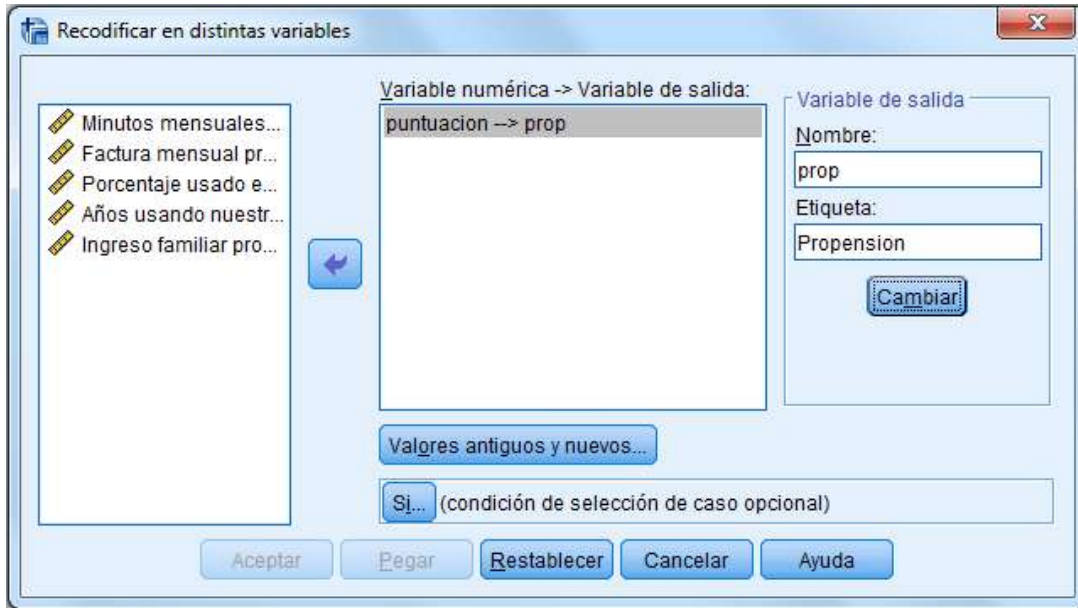 Recodificar en distintas variables
Minutos mensuales...
Factura mensual pr...
Porcentaje usado e...
Años usando nuestr...
Ingreso familiar pro...
Variable numérica -> Variable de salida:
puntuacion --> prop
Variable de salida
Nombre:
prop
Etiqueta:
Propension
Cambiar
Valores antiguos y nuevos...
Si... (condición de selección de caso opcional)
Aceptar Pegar Restablecer Cancelar Ayuda